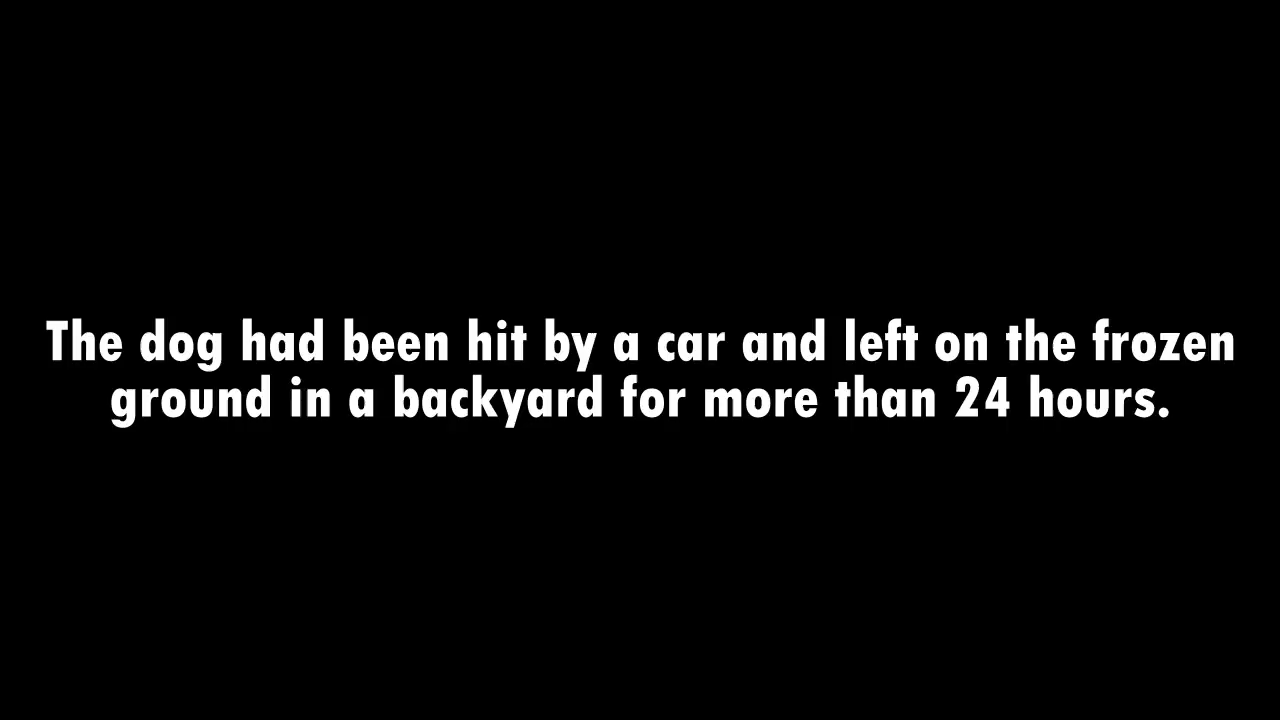 The dog had been hit by a car and left on the frozen
ground in a backyard for more than 24 hours.